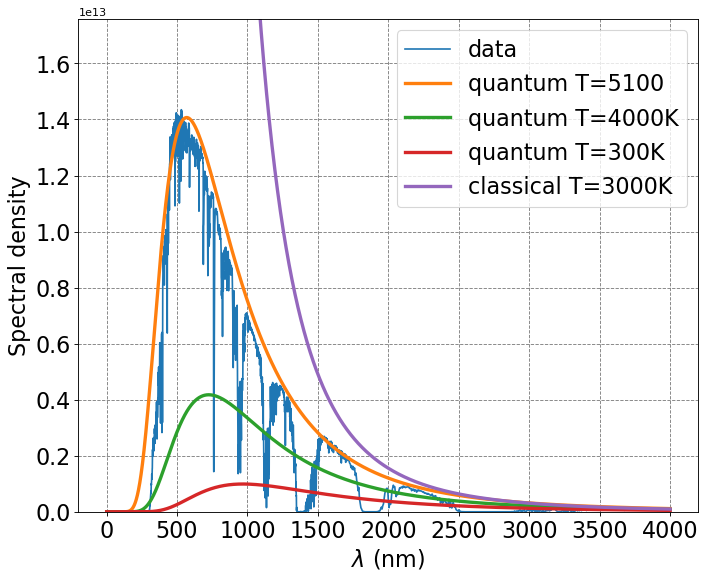 1e13
data
quantum T=5100
quantum T=4000K
quantum T=300K
classical T=3000K
1.6
1.4
1.2
1.0
0.8
0.6
0.4
0.2
0.0
Spectral density
0 500 1000 1500 2000 2500 3000 3500 4000
λ (nm)